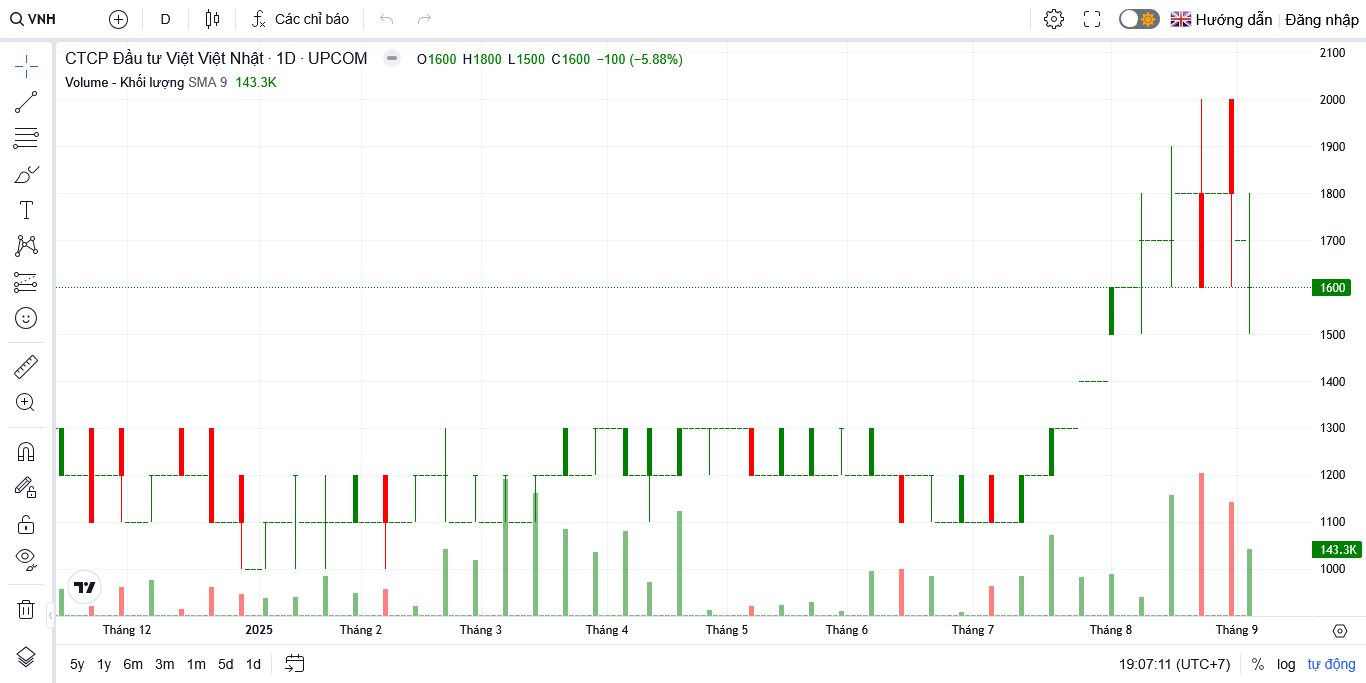 VNH D Các chỉ báo Hướng dẫn Đăng nhập
CTCP Đầu tư Việt Việt Nhật · 1D · UPCOM O1600 H1800 L1500 C1600 −100 (−5.88%)
Volume - Khối lượng SMA 9 143.3K
2100
2000
1900
1800
1700
1600
1500
1400
1300
1200
1100
143.3K
1000
Tháng 12 2025 Tháng 2 Tháng 3 Tháng 4 Tháng 5 Tháng 6 Tháng 7 Tháng 8 Tháng 9
5y 1y 6m 3m 1m 5d 1d 19:07:11 (UTC+7) % log tự động